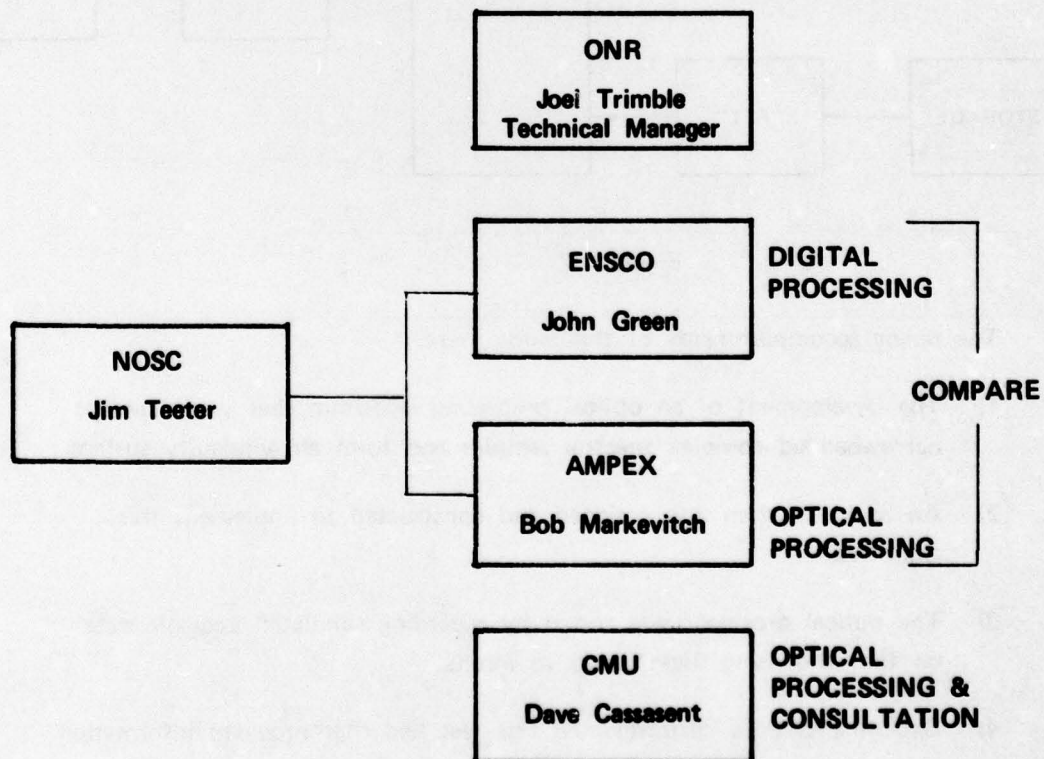 ONR
Joei Trimble
Technical Manager
ENSCO
John Green
DIGITAL
PROCESSING
NOSC
Jim Teeter
COMPARE
AMPEX
Bob Markevitch
OPTICAL
PROCESSING
CMU
Dave Cassasent
OPTICAL
PROCESSING &
CONSULTATION